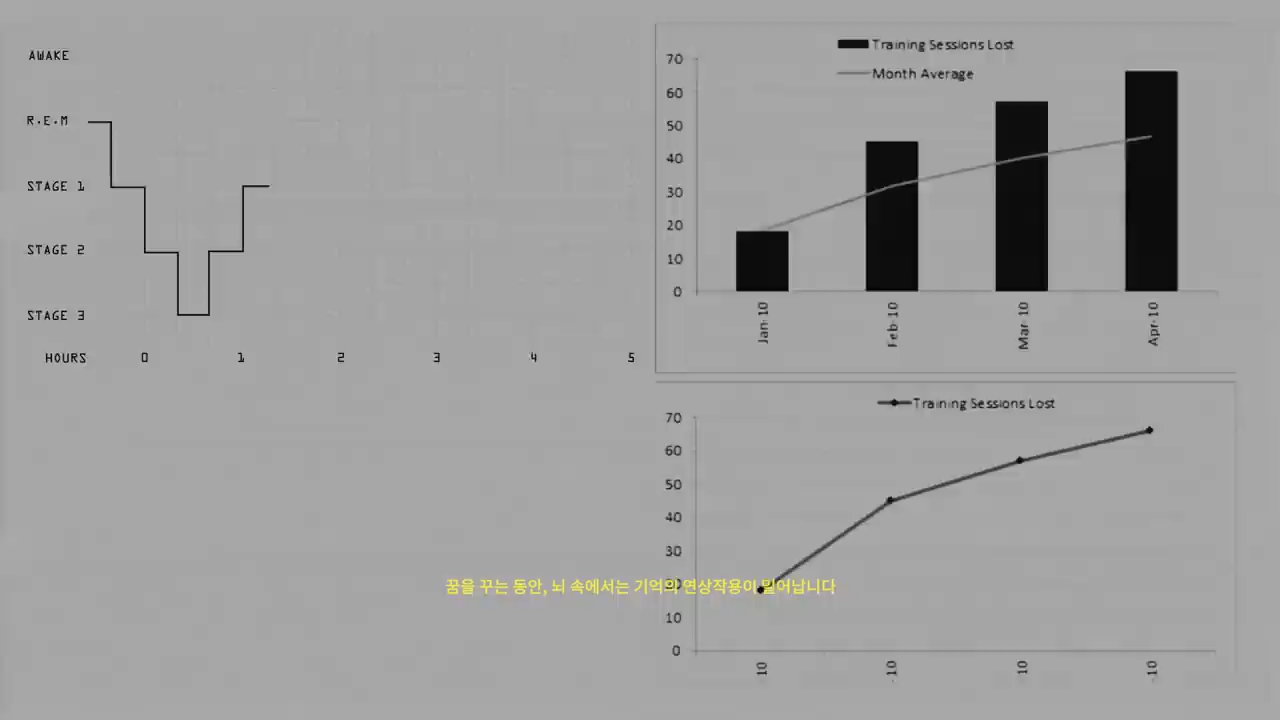 AWAKE
R.E.M
STAGE 1
STAGE 2
STAGE 3
HOURS 0 1 2 3 4 5
Training Sessions Lost
Month Average
70
60
50
40
30
20
10
0
Jan-10 Feb-10 Mar-10 Apr-10
Training Sessions Lost
70
60
50
40
30
20
10
0
10 -10 10 -10
꿈을 꾸는 동안, 뇌 속에서는 기억의 연상작용이 일어납니다